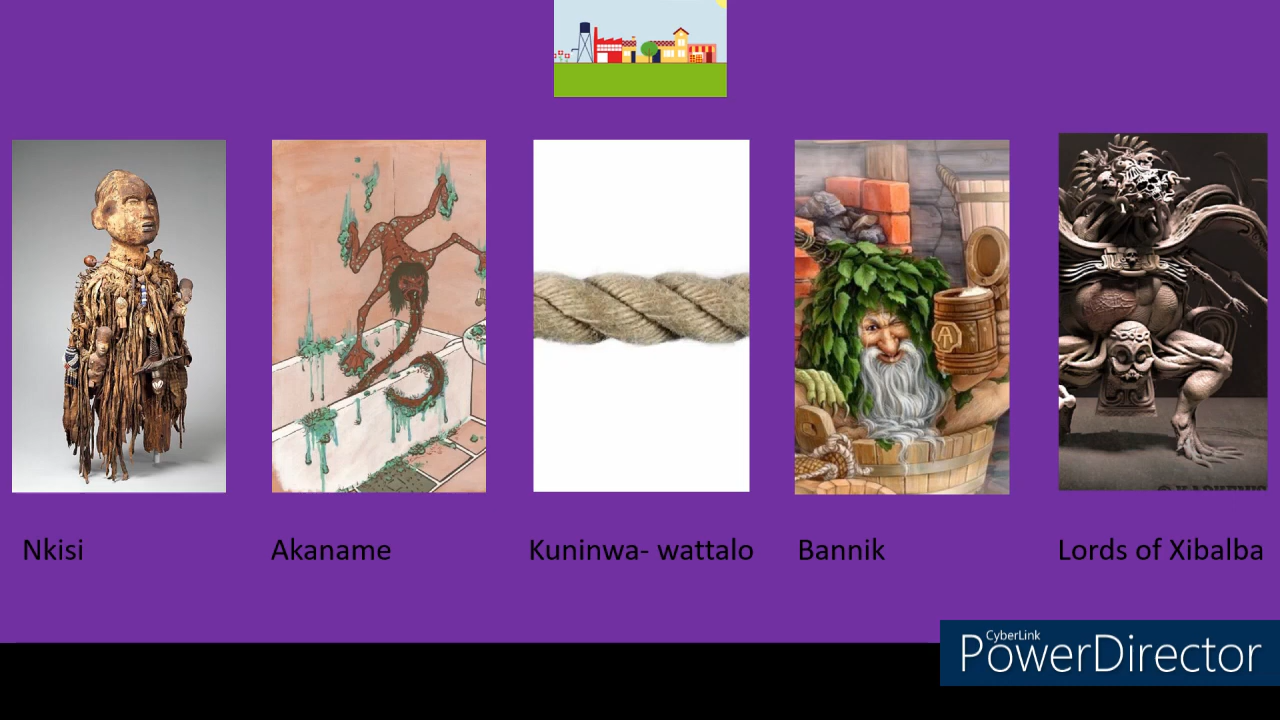 Nkisi
Akaname
Kuninwa- wattalo
Bannik
Lords of Xibalba
CyberLink
PowerDirector